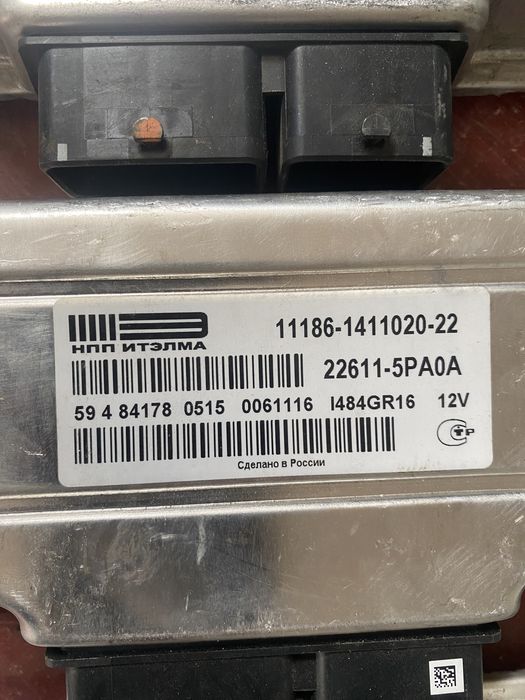 11186-1411020-22
НПП ИТЭЛМА
22611-5PA0A
59 4 84178 0515 0061116 I484GR16 12V
Сделано в России